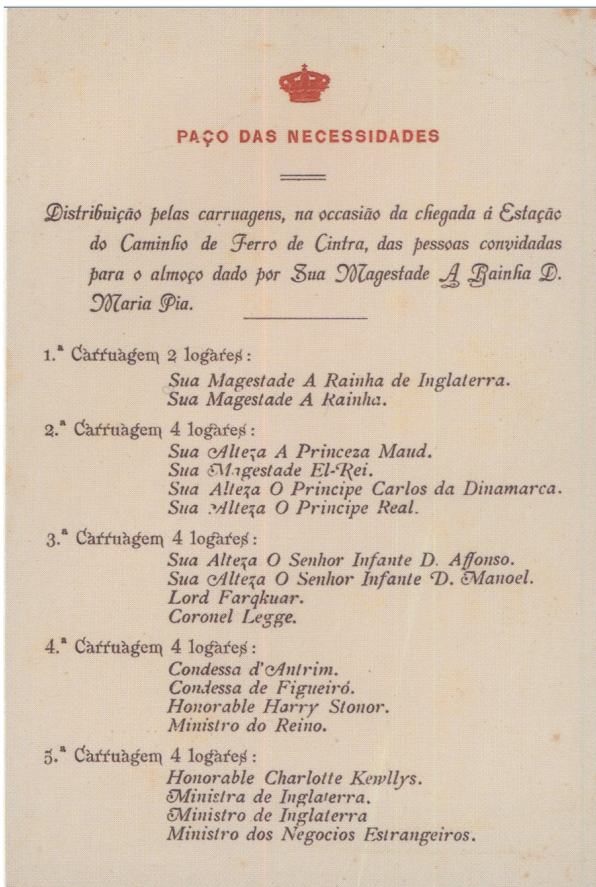 PAÇO DAS NECESSIDADES
Distribuição pelas carruagens, na occasião da chegada á Estação
do Caminho de Ferro de Cintra, das pessoas convidadas
para o almoço dado por Sua Magestade A Rainha D.
Maria Pia.
1.ª Carruagem 2 logares:
Sua Magestade A Rainha de Inglaterra.
Sua Magestade A Rainha.
2.ª Carruagem 4 logares:
Sua Alteza A Princeza Maud.
Sua Magestade El-Rei.
Sua Alteza O Principe Carlos da Dinamarca.
Sua Alteza O Principe Real.
3.ª Carruagem 4 logares:
Sua Alteza O Senhor Infante D. Affonso.
Sua Alteza O Senhor Infante D. Manoel.
Lord Farqkuar.
Coronel Legge.
4.ª Carruagem 4 logares:
Condessa d'Antrim.
Condessa de Figueiró.
Honorable Harry Stonor.
Ministro do Reino.
5.ª Carruagem 4 logares:
Honorable Charlotte Kewllys.
Ministra de Inglaterra.
Ministro de Inglaterra
Ministro dos Negocios Estrangeiros.